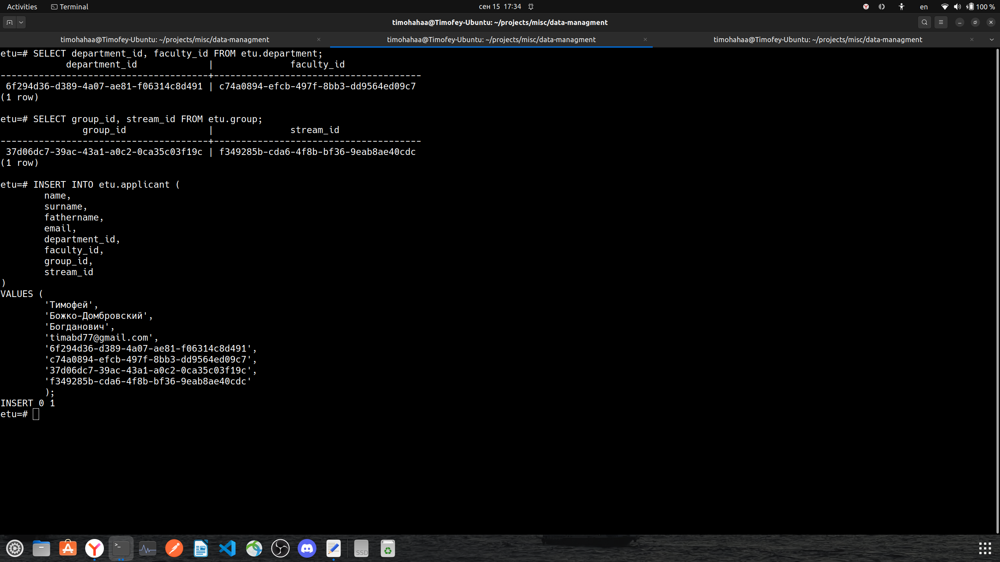 Activities
Terminal
сен 15 17:34
en
100 %
timohahaa@Timofey-Ubuntu: ~/projects/misc/data-managment
timohahaa@Timofey-Ubuntu: ~/projects/misc/data-managment
timohahaa@Timofey-Ubuntu: ~/projects/misc/data-managment
timohahaa@Timofey-Ubuntu: ~/projects/misc/data-managment
etu=# SELECT department_id, faculty_id FROM etu.department;
department_id | faculty_id
--------------------------------------+--------------------------------------
6f294d36-d389-4a07-ae81-f06314c8d491 | c74a0894-efcb-497f-8bb3-dd9564ed09c7
(1 row)
etu=# SELECT group_id, stream_id FROM etu.group;
group_id | stream_id
--------------------------------------+--------------------------------------
37d06dc7-39ac-43a1-a0c2-0ca35c03f19c | f349285b-cda6-4f8b-bf36-9eab8ae40cdc
(1 row)
etu=# INSERT INTO etu.applicant (
name,
surname,
fathername,
email,
department_id,
faculty_id,
group_id,
stream_id
)
VALUES (
'Тимофей',
'Божко-Домбровский',
'Богданович',
'timabd77@gmail.com',
'6f294d36-d389-4a07-ae81-f06314c8d491',
'c74a0894-efcb-497f-8bb3-dd9564ed09c7',
'37d06dc7-39ac-43a1-a0c2-0ca35c03f19c',
'f349285b-cda6-4f8b-bf36-9eab8ae40cdc'
);
INSERT 0 1
etu=#
SSD